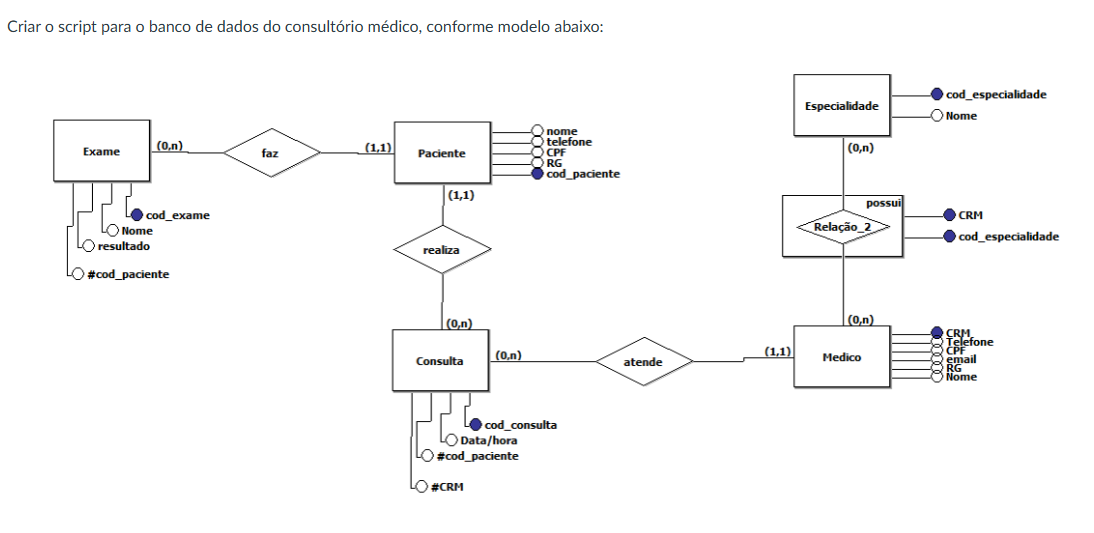 Criar o script para o banco de dados do consultório médico, conforme modelo abaixo:
Especialidade
cod_especialidade
Nome
(0,n)
Exame
(0,n)
faz
(1,1)
Paciente
nome
telefone
CPF
RG
cod_paciente
(1,1)
cod_exame
Nome
resultado
#cod_paciente
possui
Relação_2
CRM
cod_especialidade
realiza
(0,n)
(0,n)
Consulta
(0,n)
atende
(1,1)
Medico
CRM
Telefone
CPF
email
RG
Nome
cod_consulta
Data/hora
#cod_paciente
#CRM